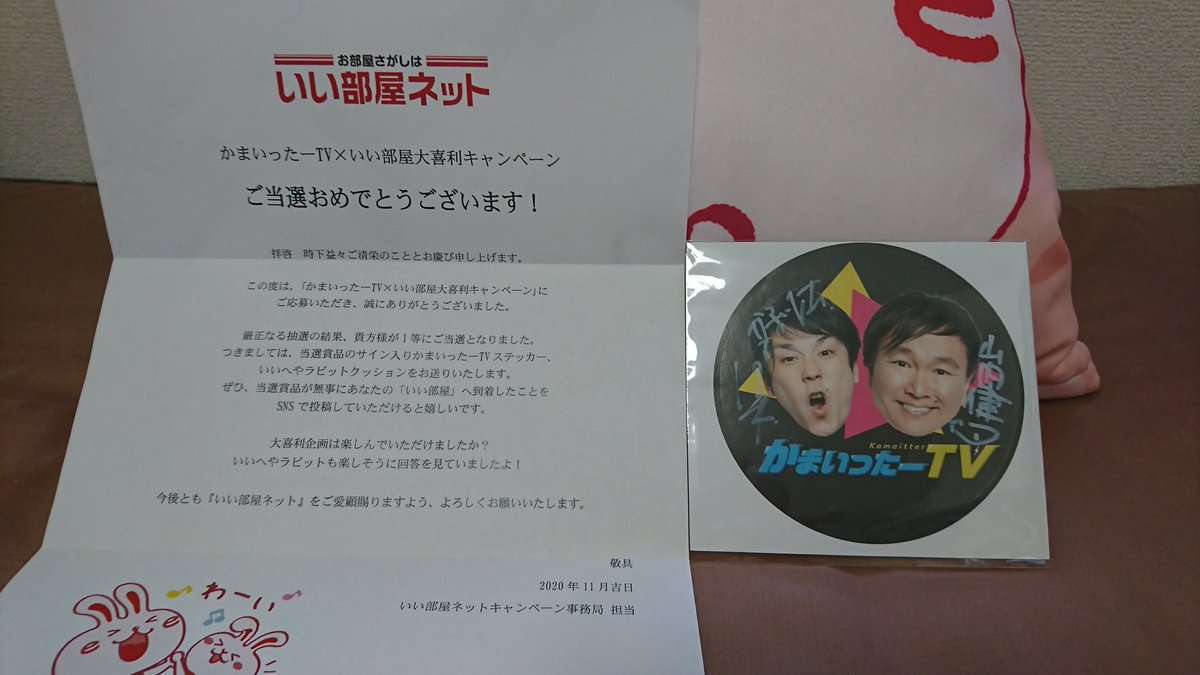 お部屋さがしは
いい部屋ネット
かまいったーTV×いい部屋大喜利キャンペーン
ご当選おめでとうございます！
拝啓　時下益々ご清栄のこととお慶び申し上げます。
この度は、「かまいったーTV×いい部屋大喜利キャンペーン」に
ご応募いただき、誠にありがとうございました。
厳正なる抽選の結果、貴方様が1等にご当選となりました。
つきましては、当選賞品のサイン入りかまいったーTVステッカー、
いいへやラビットクッションをお送りいたします。
ぜひ、当選賞品が無事にあなたの「いい部屋」へ到着したことを
SNSで投稿していただけると嬉しいです。
大喜利企画は楽しんでいただけましたか？
いいへやラビットも楽しそうに回答を見ていましたよ！
今後とも『いい部屋ネット』をご愛顧賜りますよう、よろしくお願いいたします。
敬具
2020年11月吉日
いい部屋ネットキャンペーン事務局 担当
わーい
Kamaitter
かまいったーTV